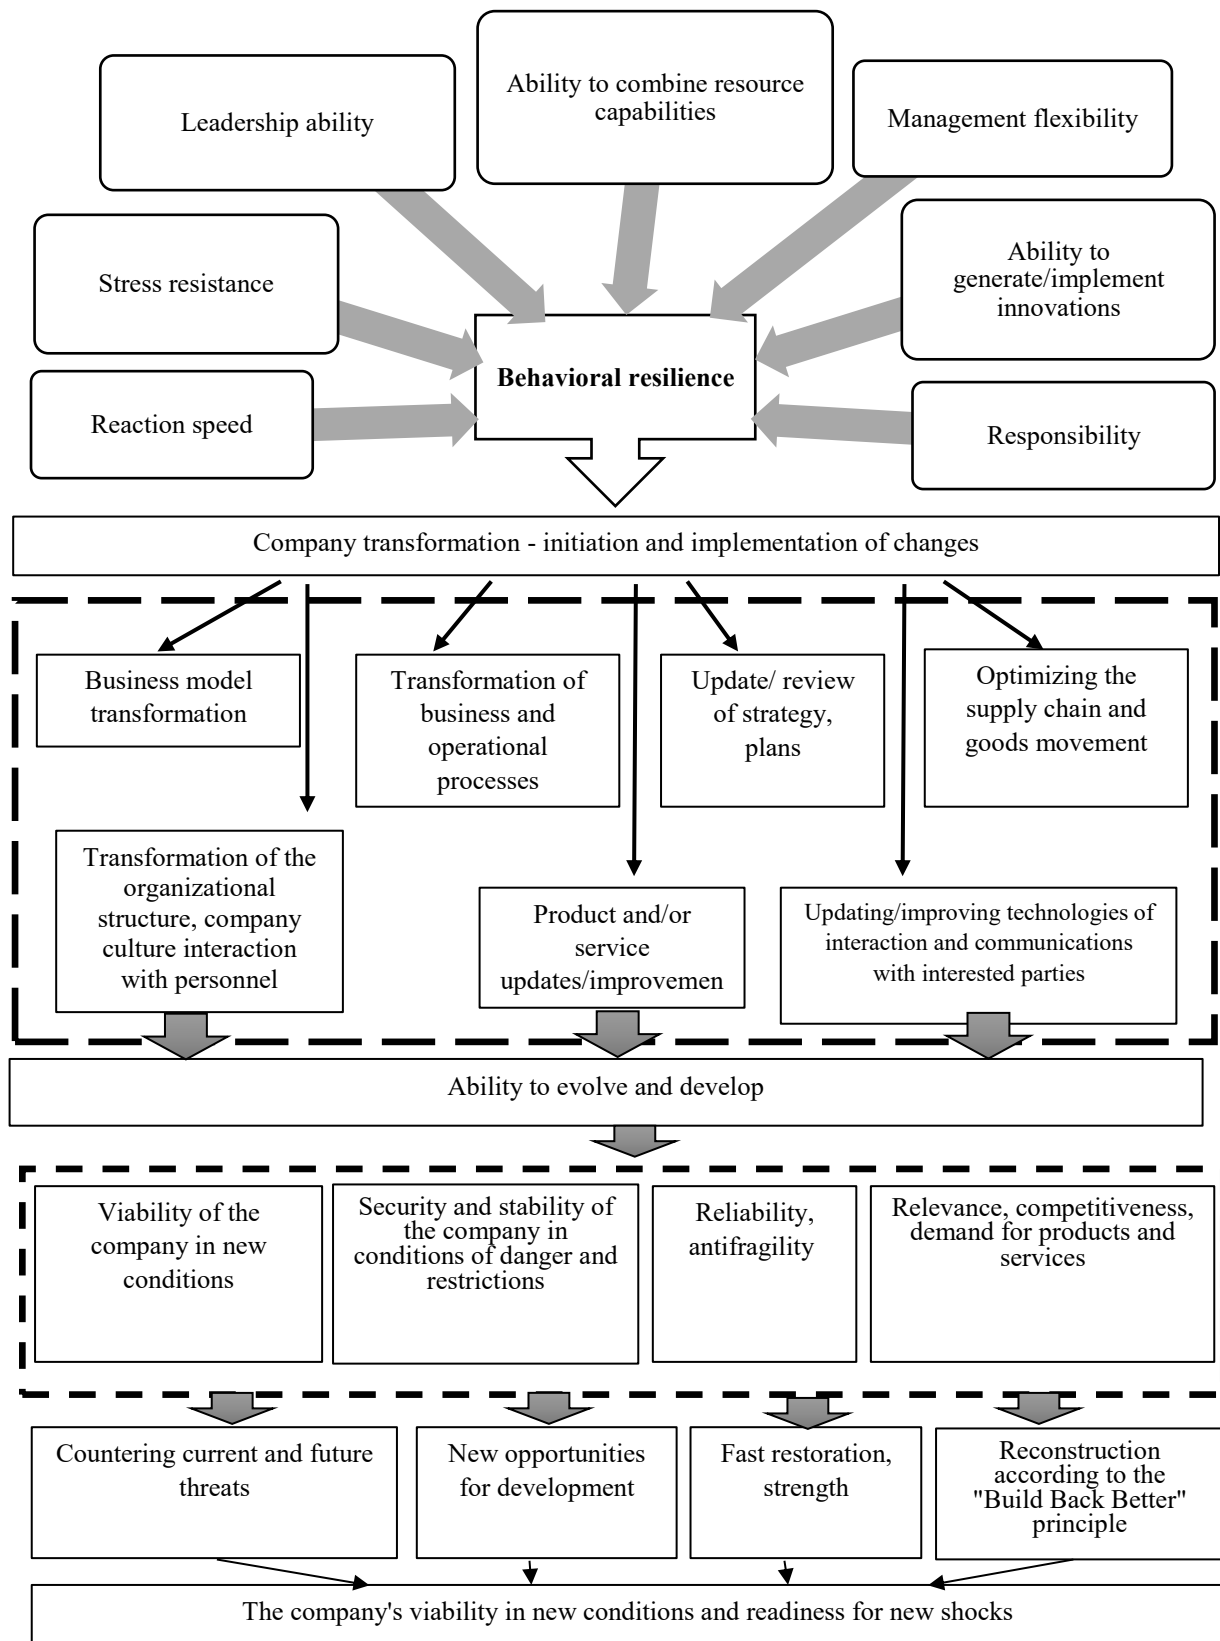 Ability to combine resource
capabilities
Leadership ability
Management flexibility
Stress resistance
Ability to
generate/implement
innovations
Behavioral resilience
Reaction speed
Responsibility
Company transformation - initiation and implementation of changes
Business model
transformation
Transformation of
business and
operational
processes
Update/ review
of strategy,
plans
Optimizing the
supply chain and
goods movement
Transformation of the
organizational
structure, company
culture interaction
with personnel
Product and/or
service
updates/improvemen
Updating/improving technologies of
interaction and communications
with interested parties
Ability to evolve and develop
Viability of the
company in new
conditions
Security and stability of
the company in
conditions of danger and
restrictions
Reliability,
antifragility
Relevance, competitiveness,
demand for products and
services
Countering current and future
threats
New opportunities
for development
Fast restoration,
strength
Reconstruction
according to the
"Build Back Better"
principle
The company's viability in new conditions and readiness for new shocks